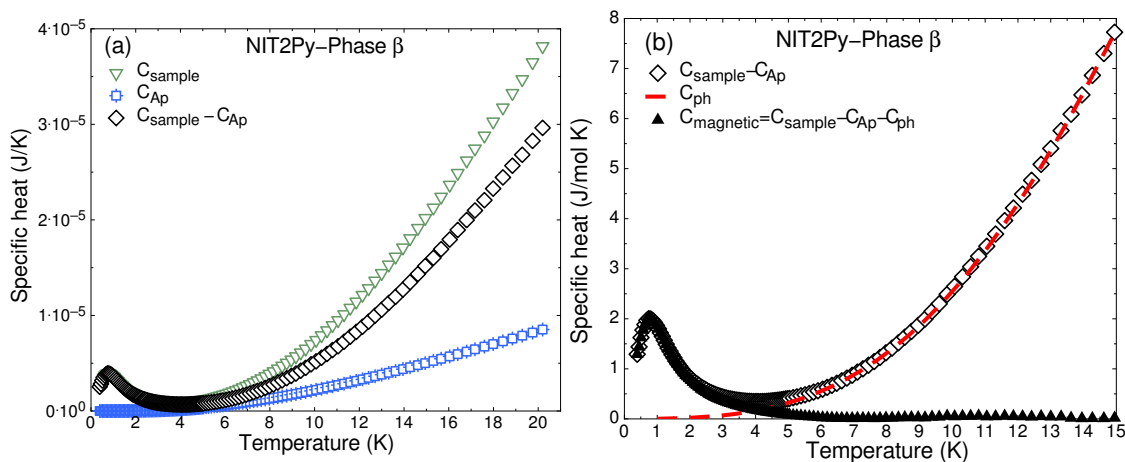 (a)
NIT2Py−Phase β
C_sample
C_Ap
C_sample − C_Ap
Specific heat (J/K)
4·10⁻⁵
3·10⁻⁵
2·10⁻⁵
1·10⁻⁵
0·10⁰
0 2 4 6 8 10 12 14 16 18 20
Temperature (K)
(b)
NIT2Py−Phase β
C_sample−C_Ap
C_ph
C_magnetic=C_sample−C_Ap−C_ph
Specific heat (J/mol K)
8
7
6
5
4
3
2
1
0
0 1 2 3 4 5 6 7 8 9 10 11 12 13 14 15
Temperature (K)